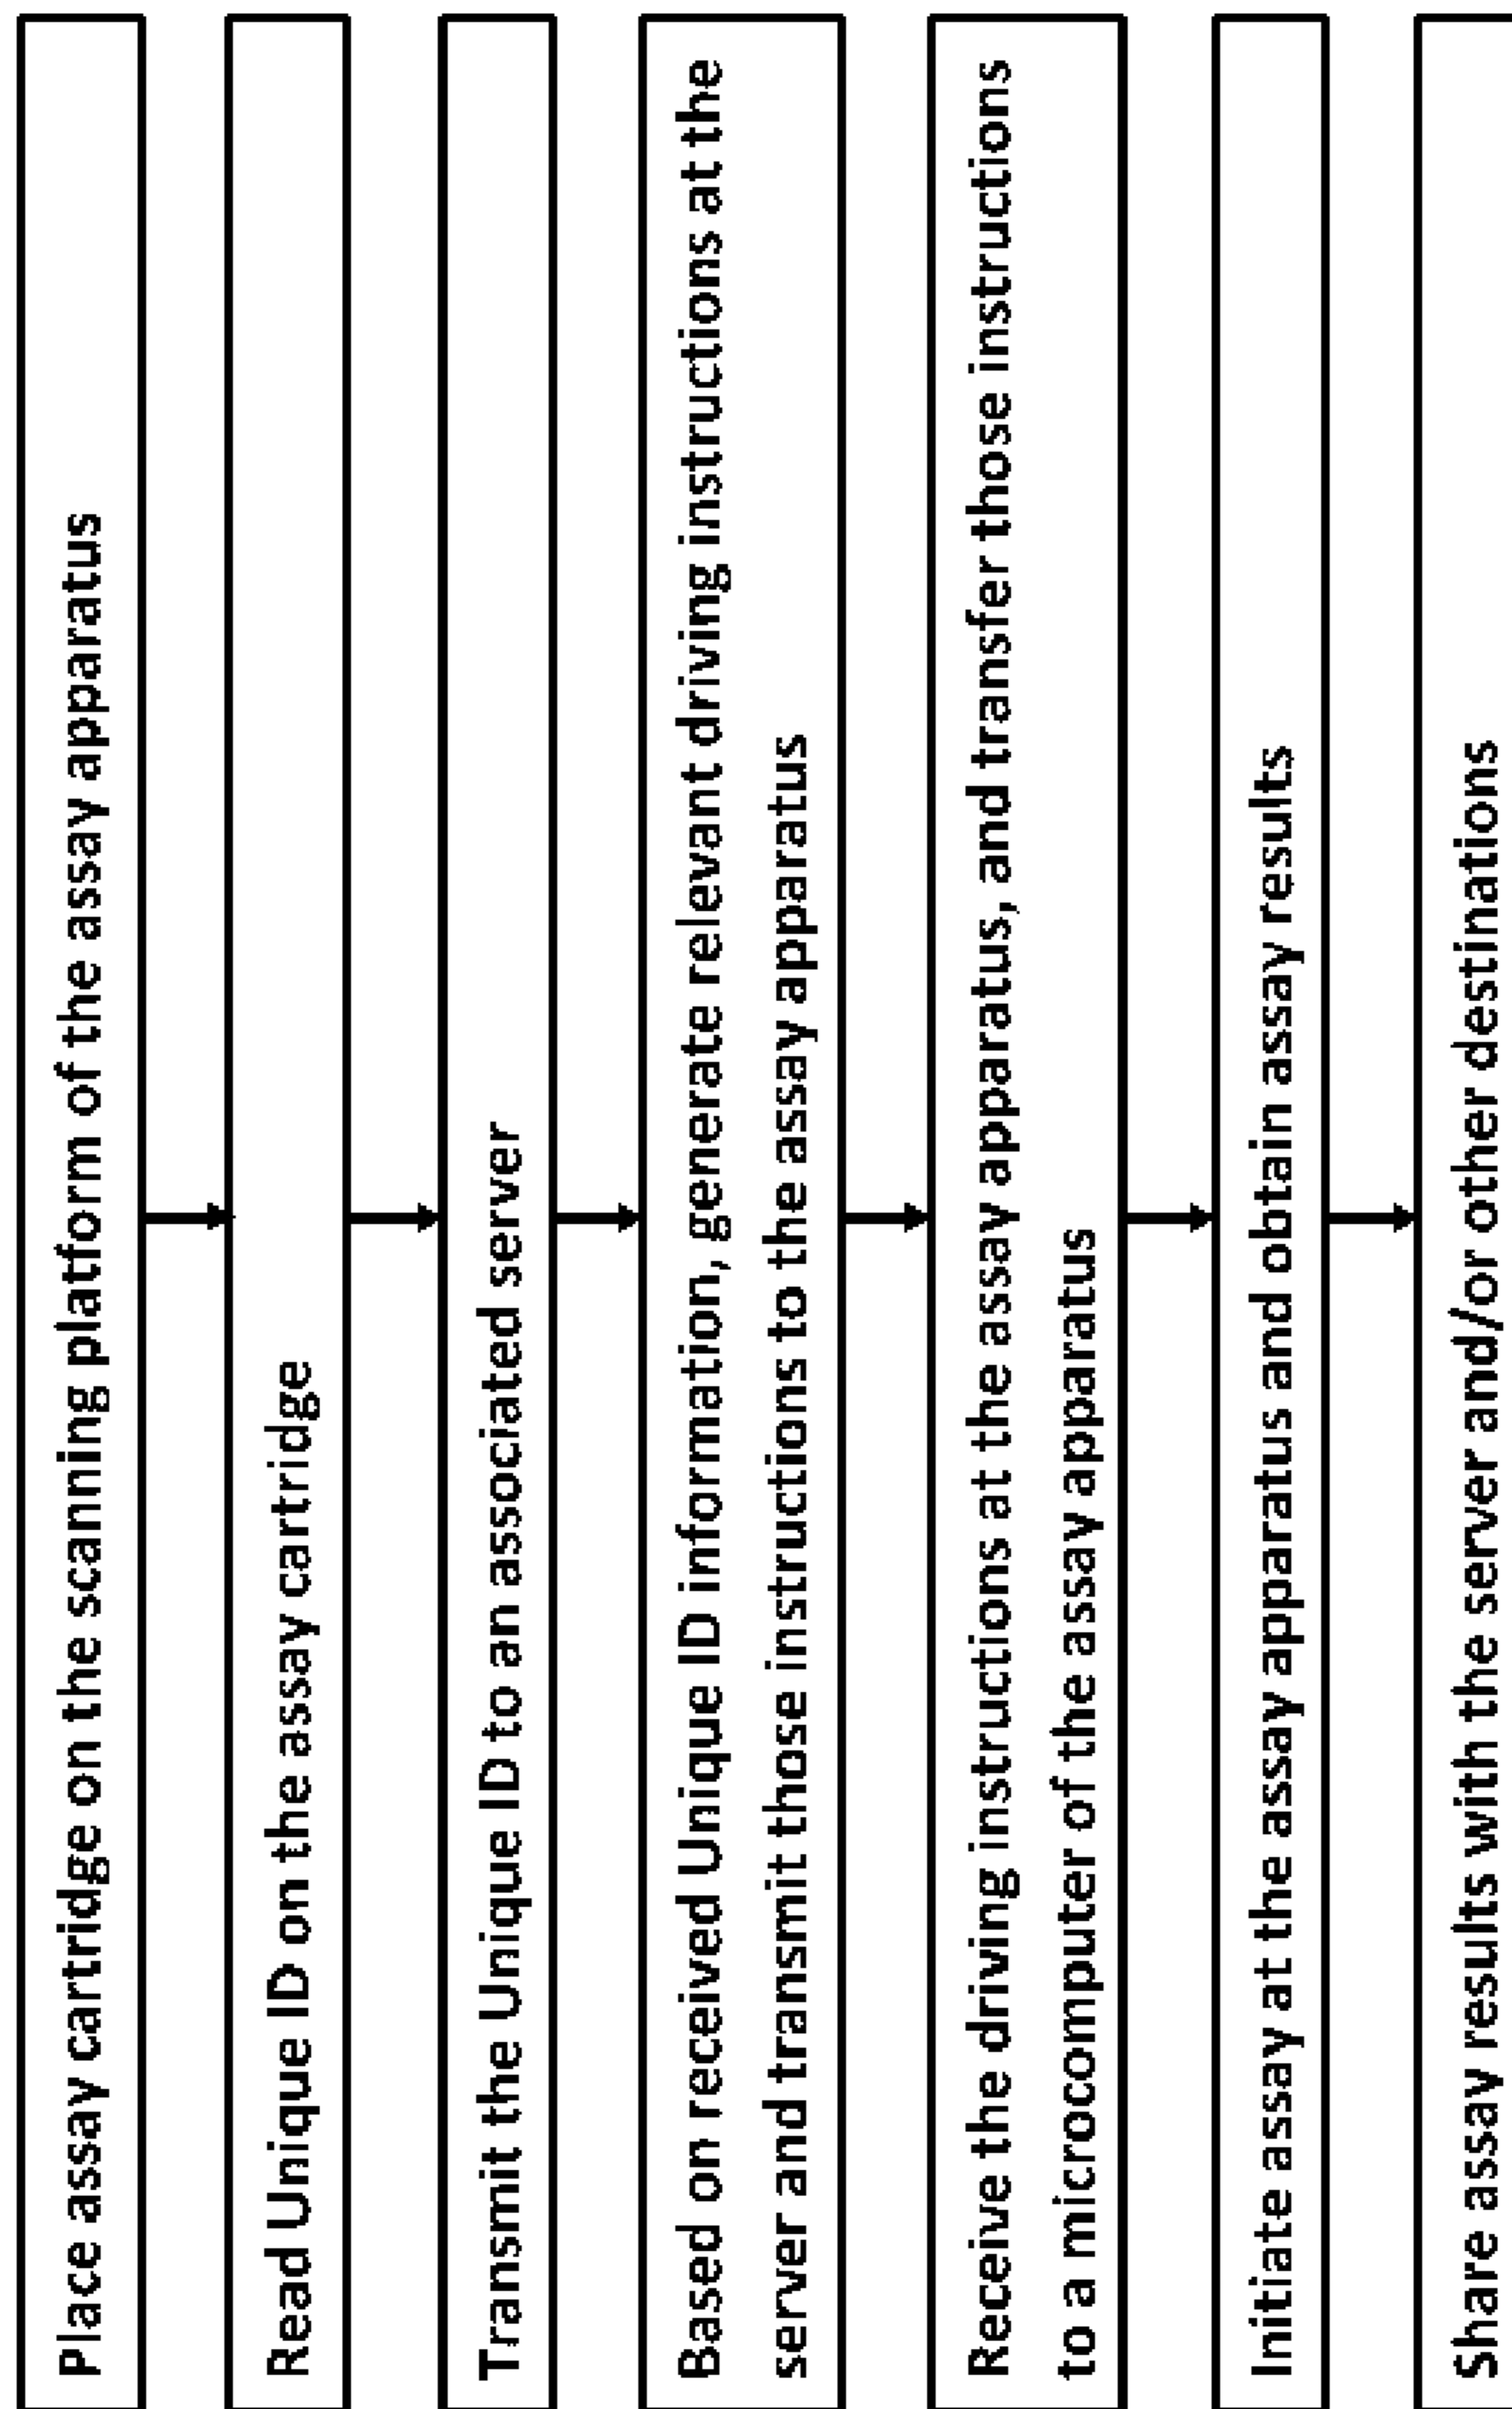 Place assay cartridge on the scanning platform of the assay apparatus
Read Unique ID on the assay cartridge
Transmit the Unique ID to an associated server
Based on received Unique ID information, generate relevant driving instructions at the
server and transmit those instructions to the assay apparatus
Receive the driving instructions at the assay apparatus, and transfer those instructions
to a microcomputer of the assay apparatus
Initiate assay at the assay apparatus and obtain assay results
Share assay results with the server and/or other destinations